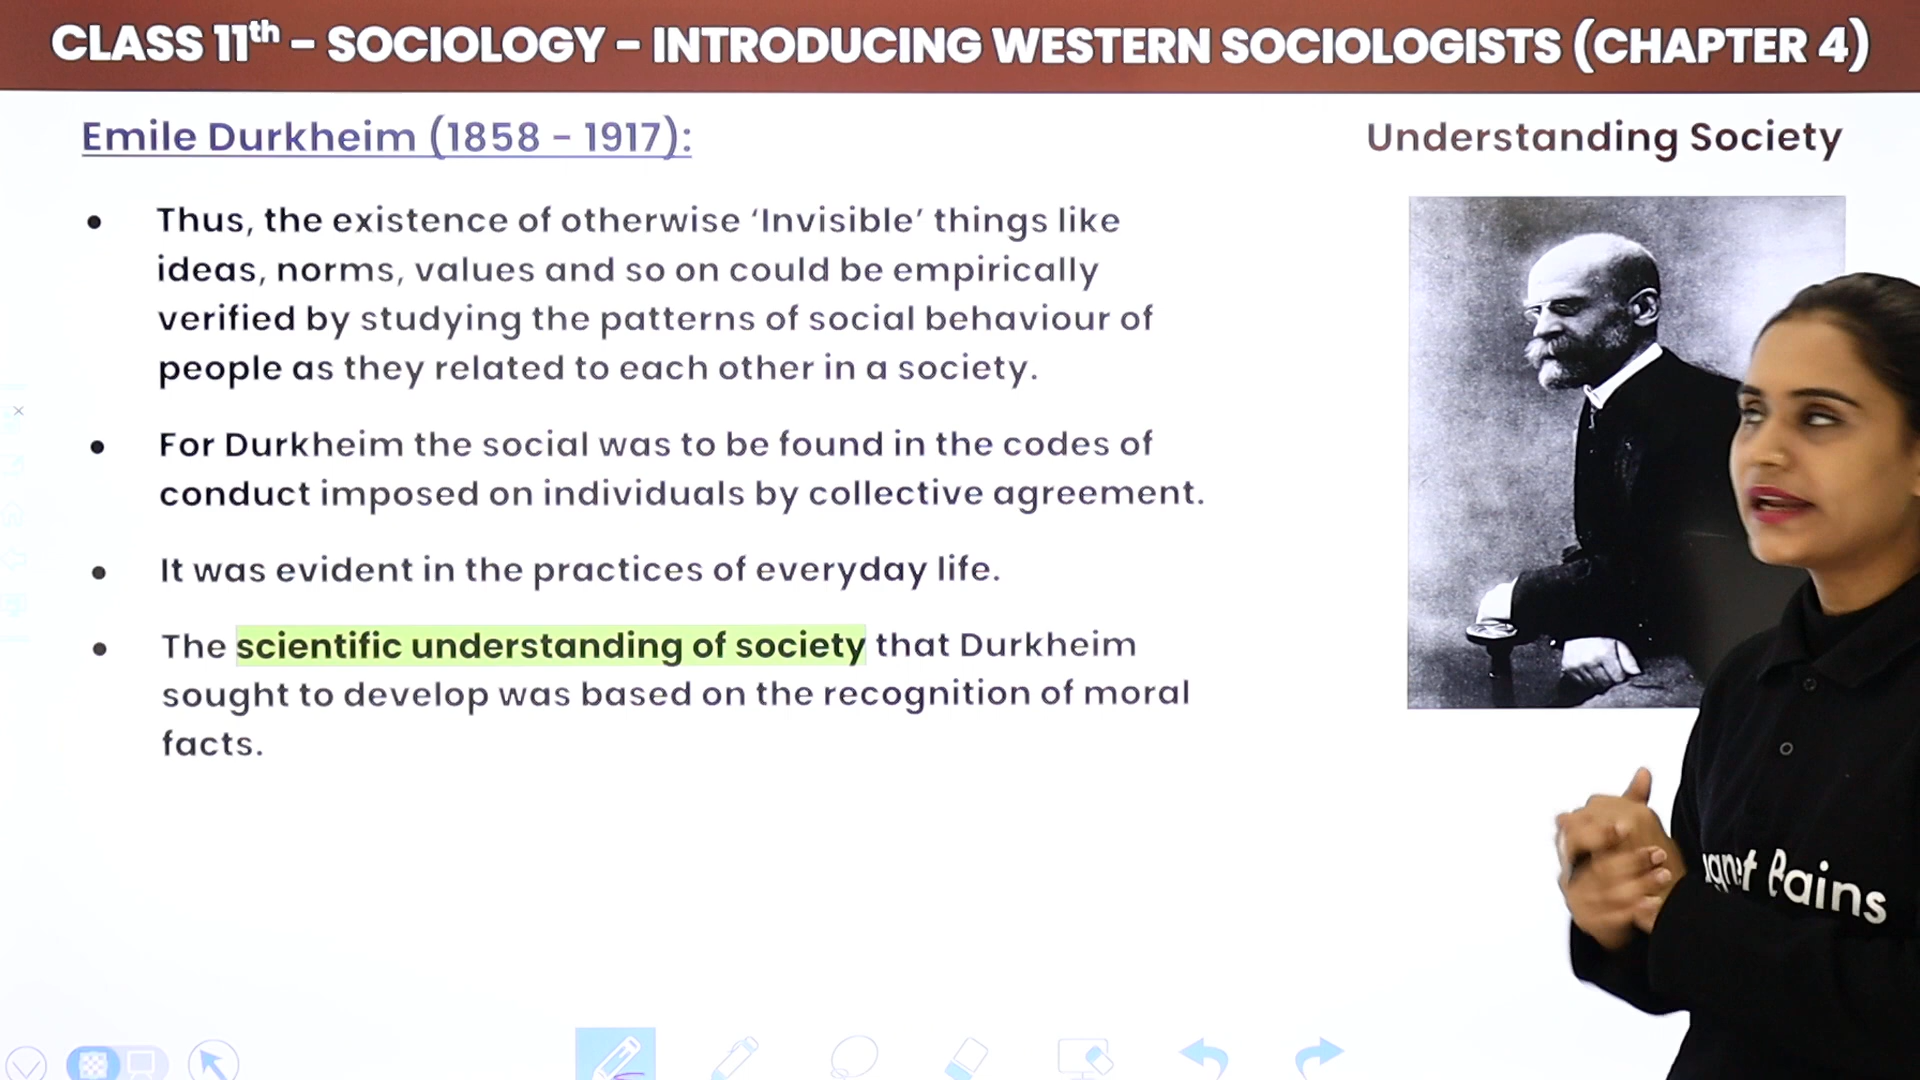 CLASS 11th – SOCIOLOGY – INTRODUCING WESTERN SOCIOLOGISTS (CHAPTER 4)
Emile Durkheim (1858 – 1917):
Understanding Society
• Thus, the existence of otherwise ‘Invisible’ things like
ideas, norms, values and so on could be empirically
verified by studying the patterns of social behaviour of
people as they related to each other in a society.
• For Durkheim the social was to be found in the codes of
conduct imposed on individuals by collective agreement.
• It was evident in the practices of everyday life.
• The scientific understanding of society that Durkheim
sought to develop was based on the recognition of moral
facts.